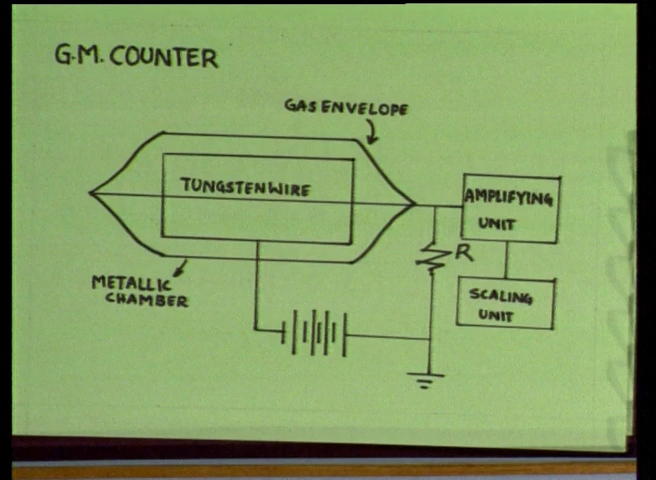 G.M. COUNTER
GAS ENVELOPE
TUNGSTEN WIRE
AMPLIFYING
UNIT
R
METALLIC
CHAMBER
SCALING
UNIT